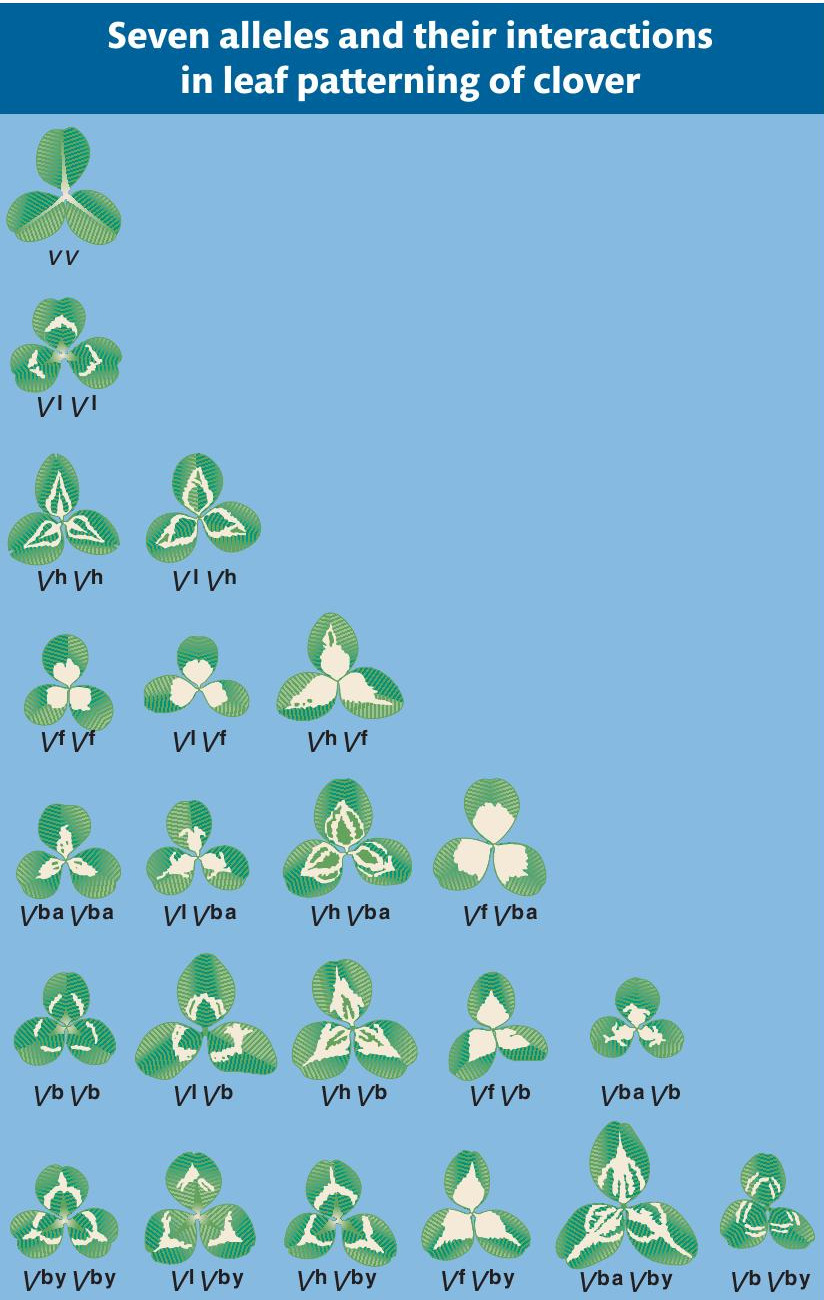 Seven alleles and their interactions
in leaf patterning of clover
vv
Vl Vl
Vh Vh Vl Vh
Vf Vf Vl Vf Vh Vf
Vba Vba Vl Vba Vh Vba Vf Vba
Vb Vb Vl Vb Vh Vb Vf Vb Vba Vb
Vby Vby Vl Vby Vh Vby Vf Vby Vba Vby Vb Vby